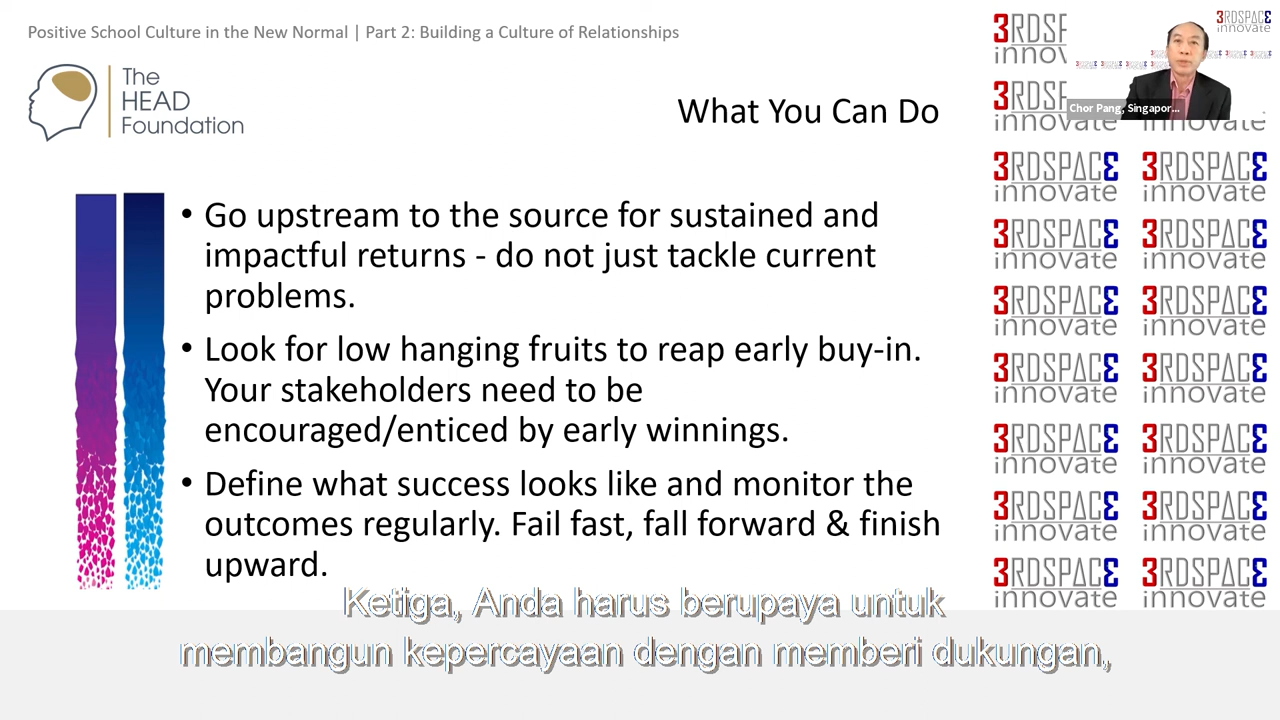 Positive School Culture in the New Normal | Part 2: Building a Culture of Relationships
The
HEAD
Foundation
What You Can Do
• Go upstream to the source for sustained and
impactful returns - do not just tackle current
problems.
• Look for low hanging fruits to reap early buy-in.
Your stakeholders need to be
encouraged/enticed by early winnings.
• Define what success looks like and monitor the
outcomes regularly. Fail fast, fall forward & finish
upward.
Ketiga, Anda harus berupaya untuk
membangun kepercayaan dengan memberi dukungan,
3RDSPACE
innovate
Chor Pang, Singapor...
3RDSPACE innovate
3RDSPACE innovate
3RDSPACE innovate
3RDSPACE innovate
3RDSPACE innovate
3RDSPACE innovate
3RDSPACE innovate
3RDSPACE innovate
3RDSPACE innovate
3RDSPACE innovate
3RDSPACE innovate
3RDSPACE innovate
3RDSPACE innovate
3RDSPACE innovate